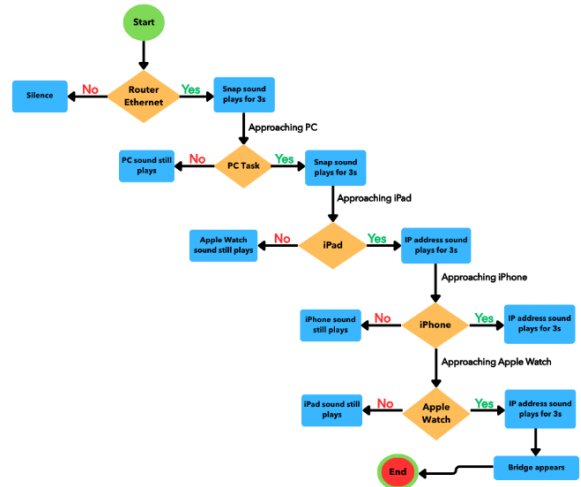 Start
Silence
No
Router
Ethernet
Yes
Snap sound
plays for 3s
Approaching PC
PC sound still
plays
No
PC Task
Yes
Snap sound
plays for 3s
Approaching iPad
Apple Watch
sound still plays
No
iPad
Yes
IP address sound
plays for 3s
Approaching iPhone
iPhone sound
still plays
No
iPhone
Yes
IP address sound
plays for 3s
Approaching Apple Watch
iPad sound still
plays
No
Apple
Watch
Yes
IP address sound
plays for 3s
End
Bridge appears